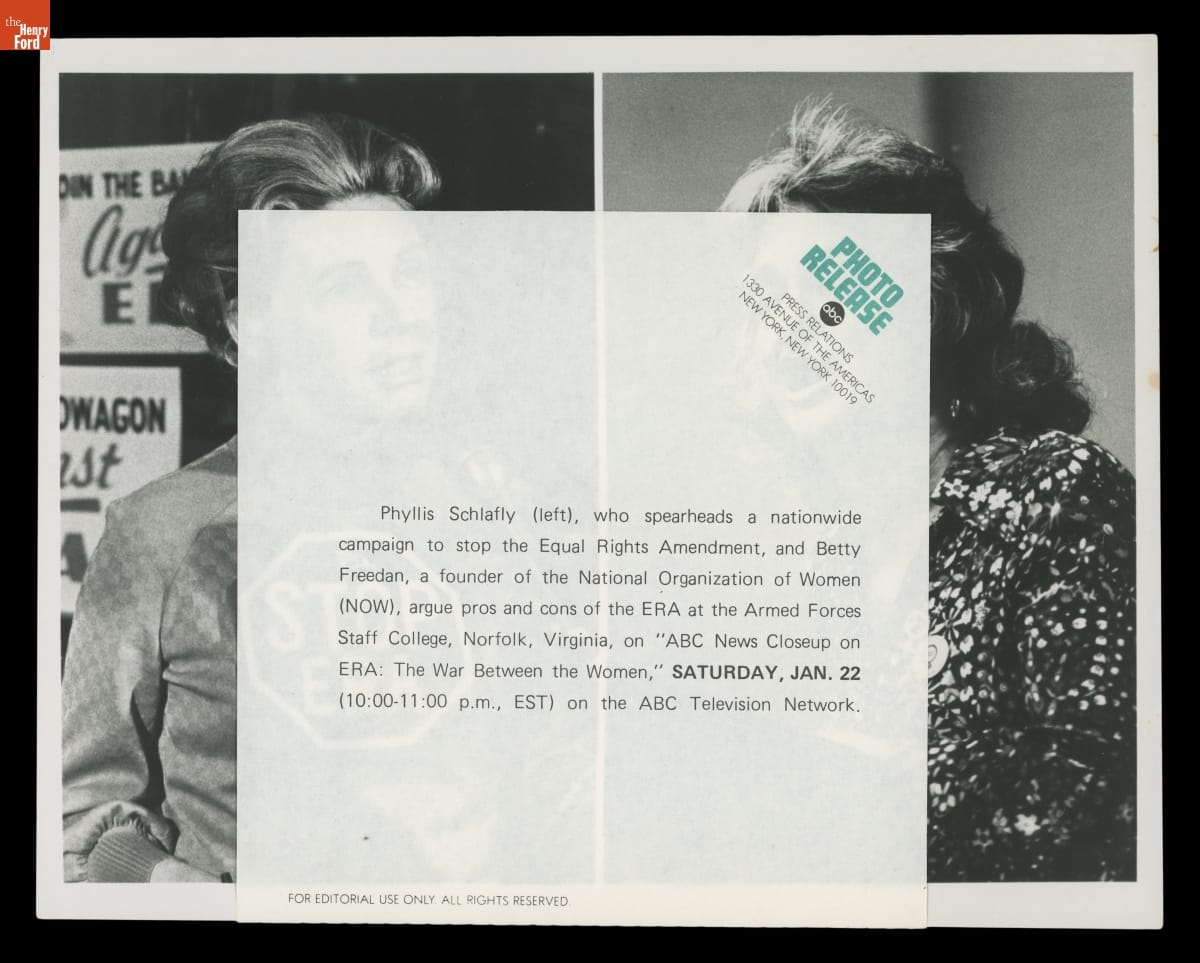 the
Henry
Ford
OIN THE BA
Aga
E
OWAGON
nst
A
PHOTO
RELEASE
abc
PRESS RELATIONS
1330 AVENUE OF THE AMERICAS
NEW YORK, NEW YORK 10019
Phyllis Schlafly (left), who spearheads a nationwide
campaign to stop the Equal Rights Amendment, and Betty
Freedan, a founder of the National Organization of Women
(NOW), argue pros and cons of the ERA at the Armed Forces
Staff College, Norfolk, Virginia, on "ABC News Closeup on
ERA: The War Between the Women," SATURDAY, JAN. 22
(10:00-11:00 p.m., EST) on the ABC Television Network.
STOP
E
FOR EDITORIAL USE ONLY. ALL RIGHTS RESERVED.